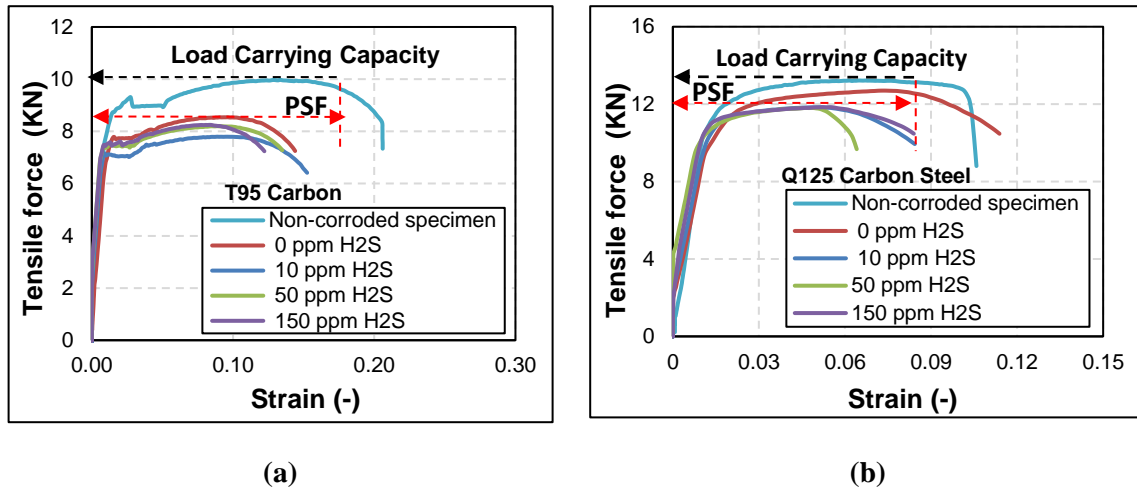 12
10
8
6
4
2
0
0.00 0.10 0.20 0.30
Tensile force (KN)
Strain (-)
Load Carrying Capacity
PSF
T95 Carbon
Non-corroded specimen
0 ppm H2S
10 ppm H2S
50 ppm H2S
150 ppm H2S
(a)
16
12
8
4
0
0 0.03 0.06 0.09 0.12 0.15
Tensile force (KN)
Strain (-)
Load Carrying Capacity
PSF
Q125 Carbon Steel
Non-corroded specimen
0 ppm H2S
10 ppm H2S
50 ppm H2S
150 ppm H2S
(b)